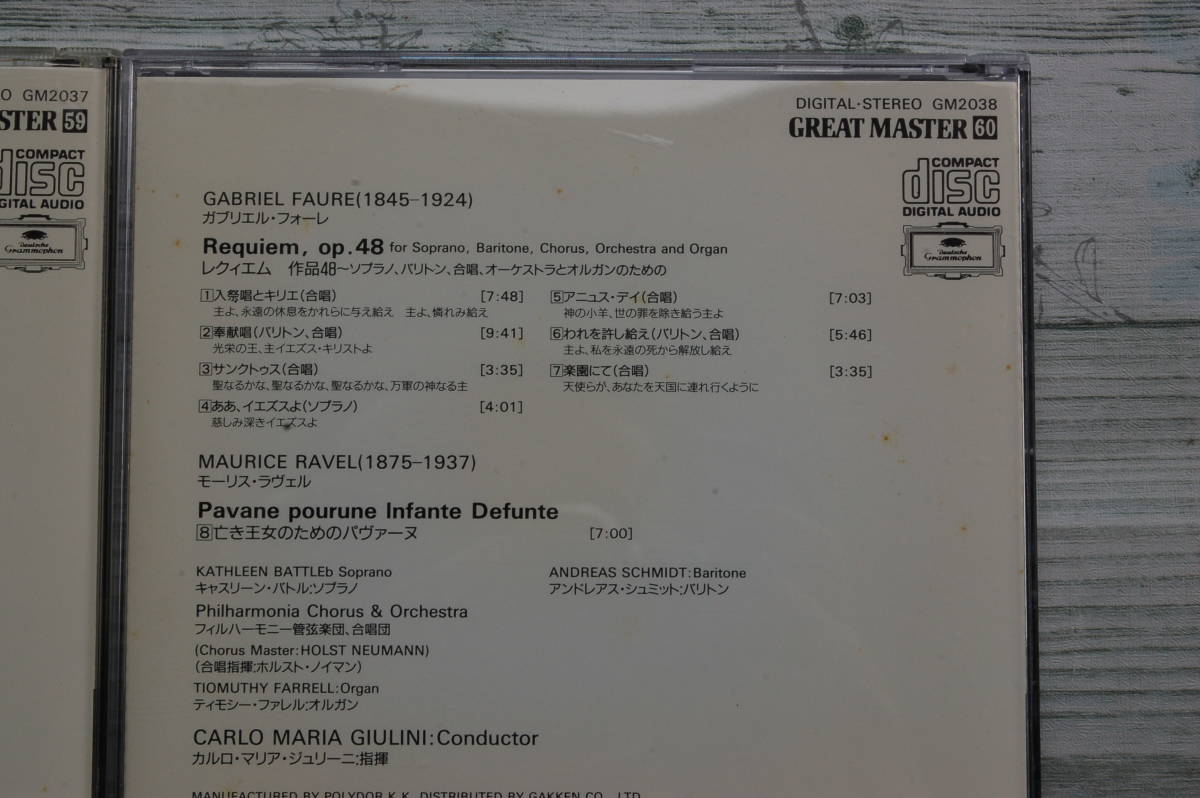 O GM2037
STER 59
COMPACT
disc
DIGITAL AUDIO
Deutsche
Grammophon
DIGITAL·STEREO GM2038
GREAT MASTER 60
COMPACT
disc
DIGITAL AUDIO
Deutsche
Grammophon
GABRIEL FAURE(1845–1924)
ガブリエル・フォーレ
Requiem, op.48 for Soprano, Baritone, Chorus, Orchestra and Organ
レクィエム 作品48〜ソプラノ、バリトン、合唱、オーケストラとオルガンのための
1入祭唱とキリエ(合唱) [7:48]
主よ、永遠の休息をかれらに与え給え 主よ、憐れみ給え
2奉献唱(バリトン、合唱) [9:41]
光栄の王、主イエズス・キリストよ
3サンクトゥス(合唱) [3:35]
聖なるかな、聖なるかな、聖なるかな、万軍の神なる主
4ああ、イエズスよ(ソプラノ) [4:01]
慈しみ深きイエズスよ
5アニュス・デイ(合唱) [7:03]
神の小羊、世の罪を除き給う主よ
6われを許し給え(バリトン、合唱) [5:46]
主よ、私を永遠の死から解放し給え
7楽園にて(合唱) [3:35]
天使らが、あなたを天国に連れ行くように
MAURICE RAVEL(1875–1937)
モーリス・ラヴェル
Pavane pourune Infante Defunte
8亡き王女のためのパヴァーヌ [7:00]
KATHLEEN BATTLEb Soprano
キャスリーン・バトル:ソプラノ
ANDREAS SCHMIDT:Baritone
アンドレアス・シュミット:バリトン
Philharmonia Chorus & Orchestra
フィルハーモニー管弦楽団、合唱団
(Chorus Master:HOLST NEUMANN)
(合唱指揮:ホルスト・ノイマン)
TIOMUTHY FARRELL:Organ
ティモシー・ファレル:オルガン
CARLO MARIA GIULINI:Conductor
カルロ・マリア・ジュリーニ:指揮
MANUFACTURED BY POLYDOR K.K. DISTRIBUTED BY GAKKEN CO., LTD.